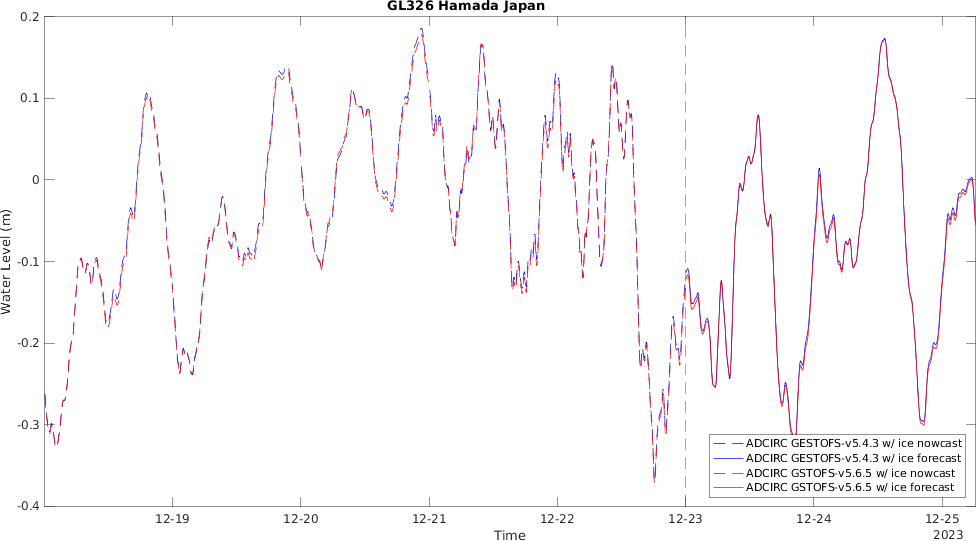 GL326 Hamada Japan
0.2
0.1
0
-0.1
-0.2
-0.3
-0.4
Water Level (m)
12-19
12-20
12-21
12-22
12-23
12-24
12-25
Time
2023
ADCIRC GESTOFS-v5.4.3 w/ ice nowcast
ADCIRC GESTOFS-v5.4.3 w/ ice forecast
ADCIRC GSTOFS-v5.6.5 w/ ice nowcast
ADCIRC GSTOFS-v5.6.5 w/ ice forecast